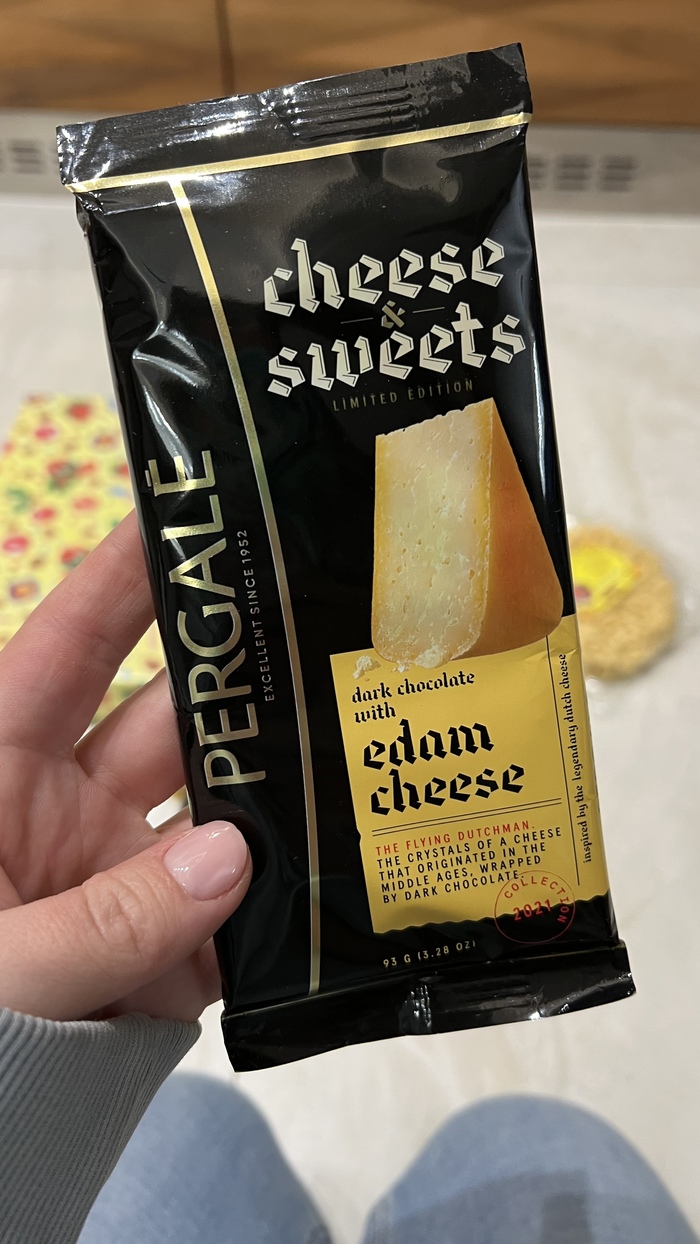 cheese
&
sweets
LIMITED EDITION
PERGALĖ
EXCELLENT SINCE 1952
dark chocolate
with
edam
cheese
THE FLYING DUTCHMAN.
THE CRYSTALS OF A CHEESE
THAT ORIGINATED IN THE
MIDDLE AGES, WRAPPED
BY DARK CHOCOLATE.
inspired by the legendary dutch cheese
COLLECTION
2021
93 G (3.28 OZ)